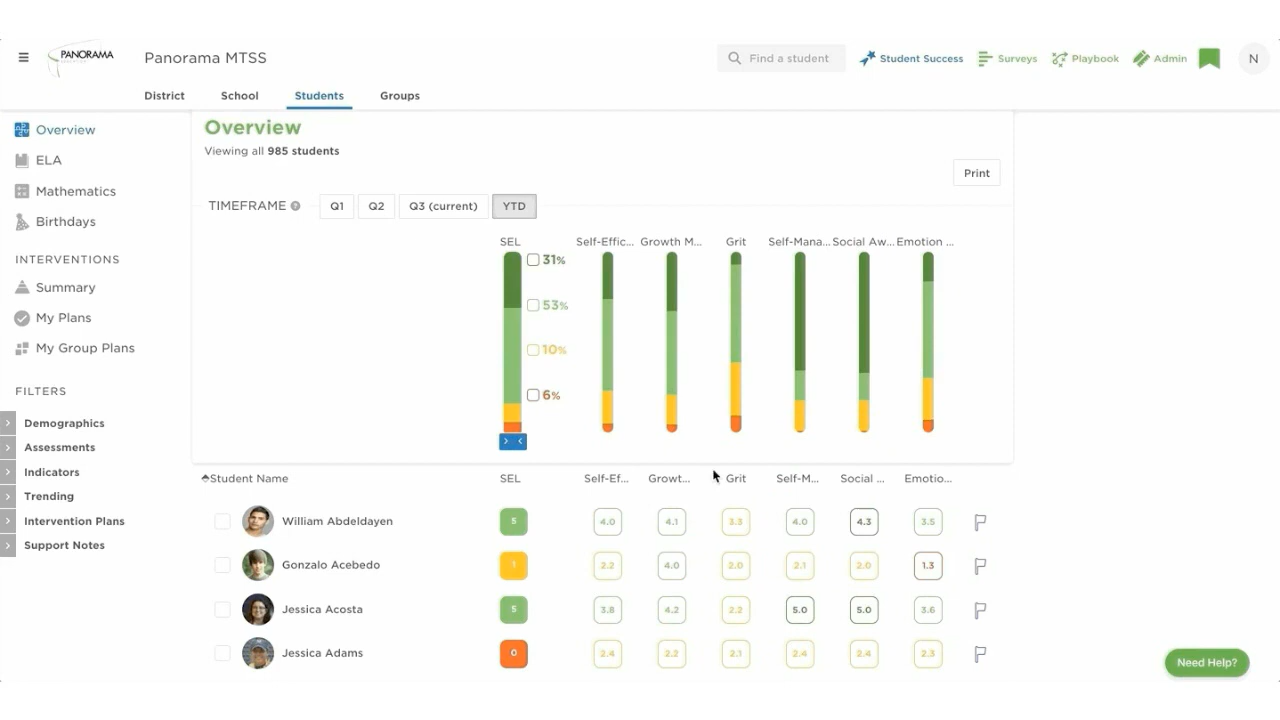 PANORAMA
Panorama MTSS
Find a student
Student Success
Surveys
Playbook
Admin
N
District School Students Groups
Overview
ELA
Mathematics
Birthdays
INTERVENTIONS
Summary
My Plans
My Group Plans
FILTERS
Demographics
Assessments
Indicators
Trending
Intervention Plans
Support Notes
Overview
Viewing all 985 students
Print
TIMEFRAME ? Q1 Q2 Q3 (current) YTD
SEL Self-Effic... Growth M... Grit Self-Mana... Social Aw... Emotion ...
31%
53%
10%
6%
Student Name SEL Self-Ef... Growt... Grit Self-M... Social ... Emotio...
William Abdeldayen 5 4.0 4.1 3.3 4.0 4.3 3.5
Gonzalo Acebedo 1 2.2 4.0 2.0 2.1 2.0 1.3
Jessica Acosta 5 3.8 4.2 2.2 5.0 5.0 3.6
Jessica Adams 0 2.4 2.2 2.1 2.4 2.4 2.3
Need Help?